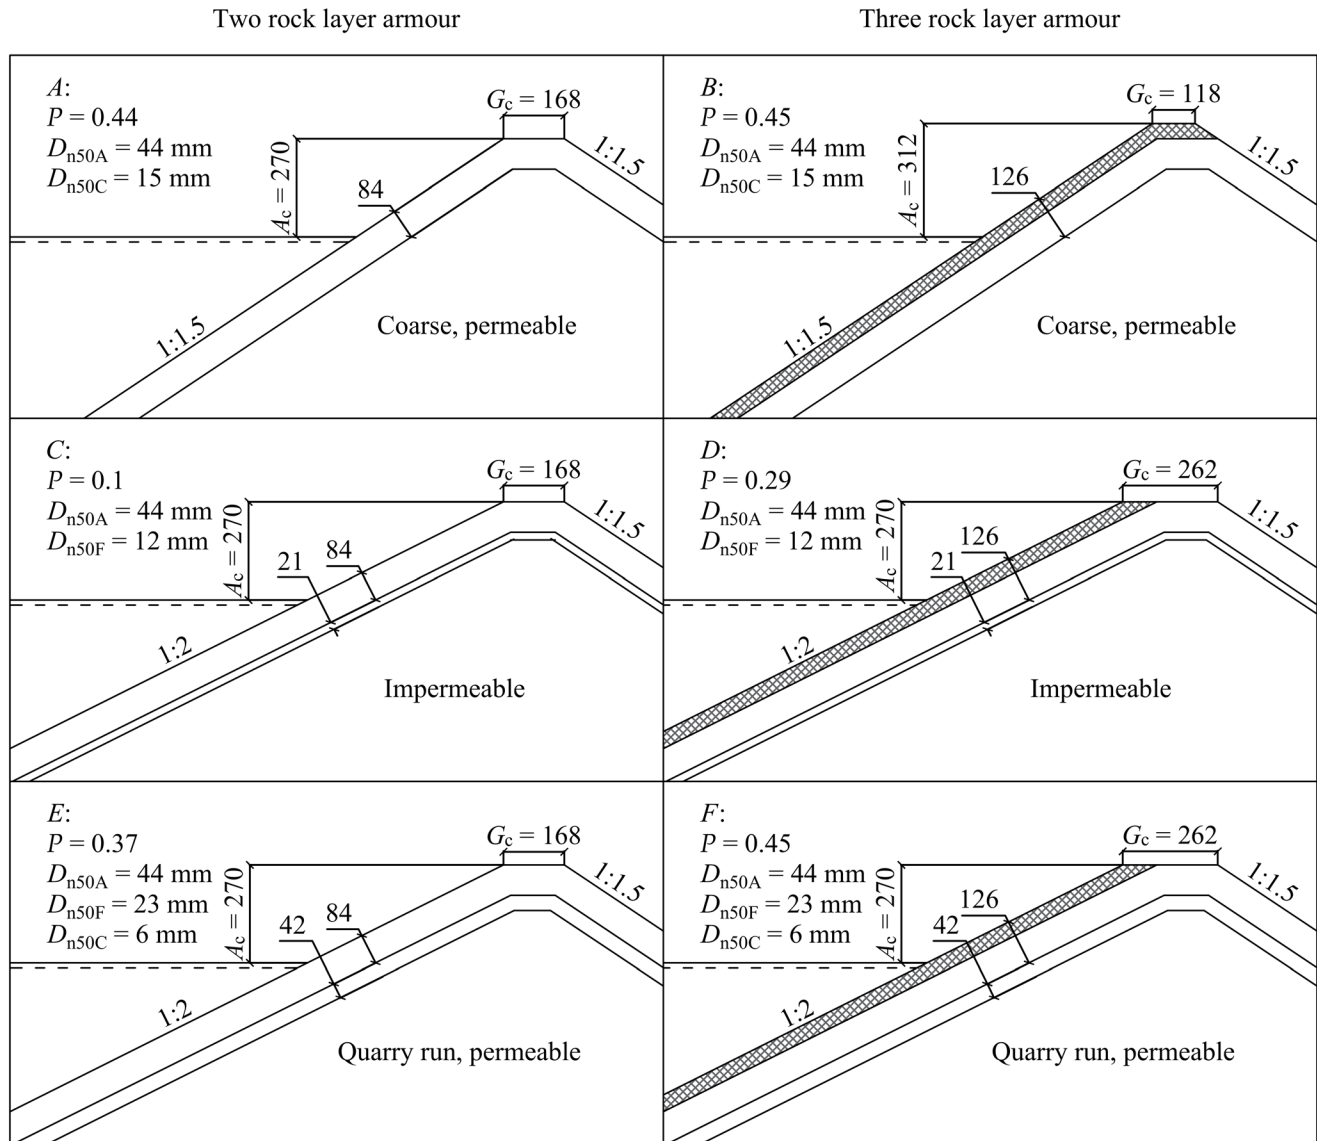 Two rock layer armour
Three rock layer armour
A:
P = 0.44
Dn50A = 44 mm
Dn50C = 15 mm
Gc = 168
Ac = 270
84
1:1.5
1:1.5
Coarse, permeable
B:
P = 0.45
Dn50A = 44 mm
Dn50C = 15 mm
Gc = 118
Ac = 312
126
1:1.5
1:1.5
Coarse, permeable
C:
P = 0.1
Dn50A = 44 mm
Dn50F = 12 mm
Gc = 168
Ac = 270
1:1.5
84
21
1:2
Impermeable
D:
P = 0.29
Dn50A = 44 mm
Dn50F = 12 mm
Gc = 262
Ac = 270
1:1.5
126
21
1:2
Impermeable
E:
P = 0.37
Dn50A = 44 mm
Dn50F = 23 mm
Dn50C = 6 mm
Gc = 168
Ac = 270
1:1.5
84
42
1:2
Quarry run, permeable
F:
P = 0.45
Dn50A = 44 mm
Dn50F = 23 mm
Dn50C = 6 mm
Gc = 262
Ac = 270
1:1.5
126
42
1:2
Quarry run, permeable